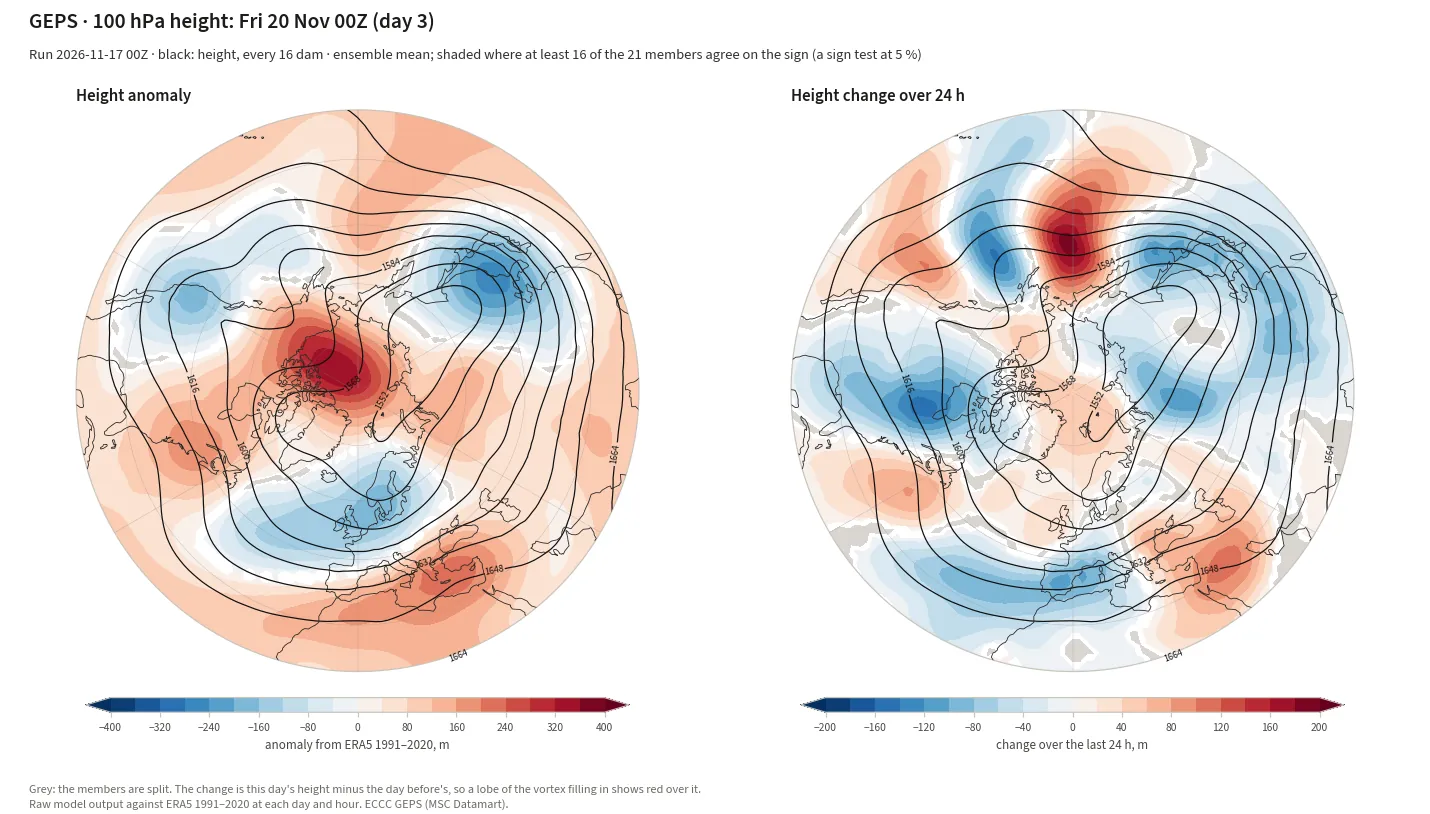 GEPS · 100 hPa height: Fri 20 Nov 00Z (day 3)
Run 2026-11-17 00Z · black: height, every 16 dam · ensemble mean; shaded where at least 16 of the 21 members agree on the sign (a sign test at 5 %)
Height anomaly
Height change over 24 h
1584
1568
1552
1616
1600
1664
1632
1648
1664
1584
1568
1552
1616
1600
1664
1632
1648
1664
−400 −320 −240 −160 −80 0 80 160 240 320 400
anomaly from ERA5 1991–2020, m
−200 −160 −120 −80 −40 0 40 80 120 160 200
change over the last 24 h, m
Grey: the members are split. The change is this day's height minus the day before's, so a lobe of the vortex filling in shows red over it.
Raw model output against ERA5 1991–2020 at each day and hour. ECCC GEPS (MSC Datamart).